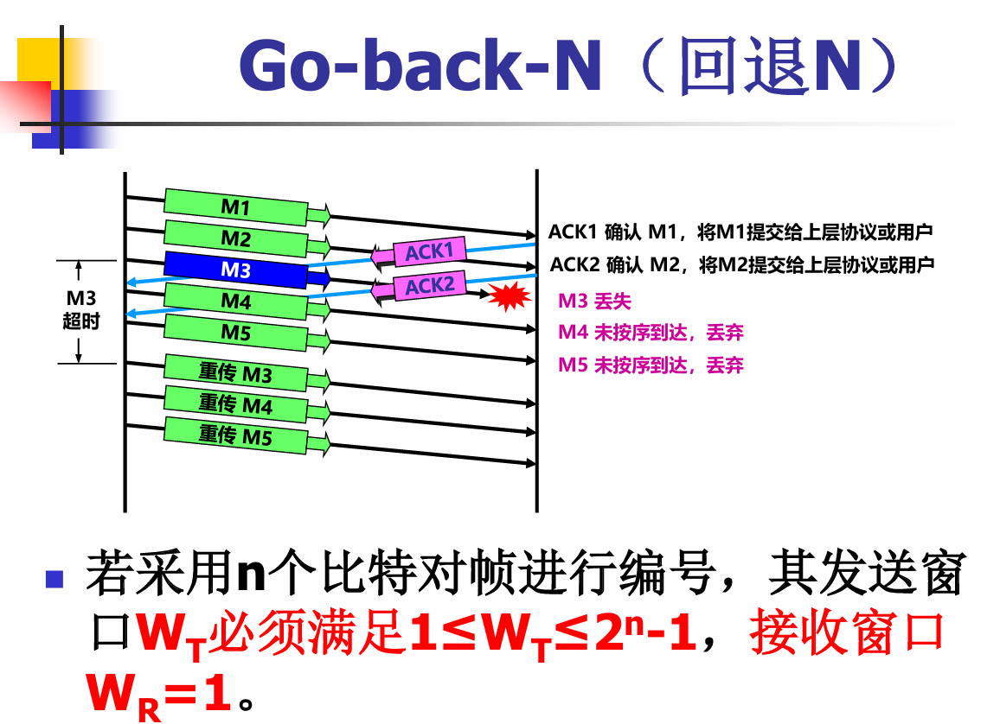 Go-back-N（回退N）
M1
M2
M3
M4
M5
重传 M3
重传 M4
重传 M5
ACK1
ACK2
M3
超时
ACK1 确认 M1，将M1提交给上层协议或用户
ACK2 确认 M2，将M2提交给上层协议或用户
M3 丢失
M4 未按序到达，丢弃
M5 未按序到达，丢弃
若采用n个比特对帧进行编号，其发送窗
口W_T必须满足1≤W_T≤2ⁿ-1，接收窗口
W_R=1。